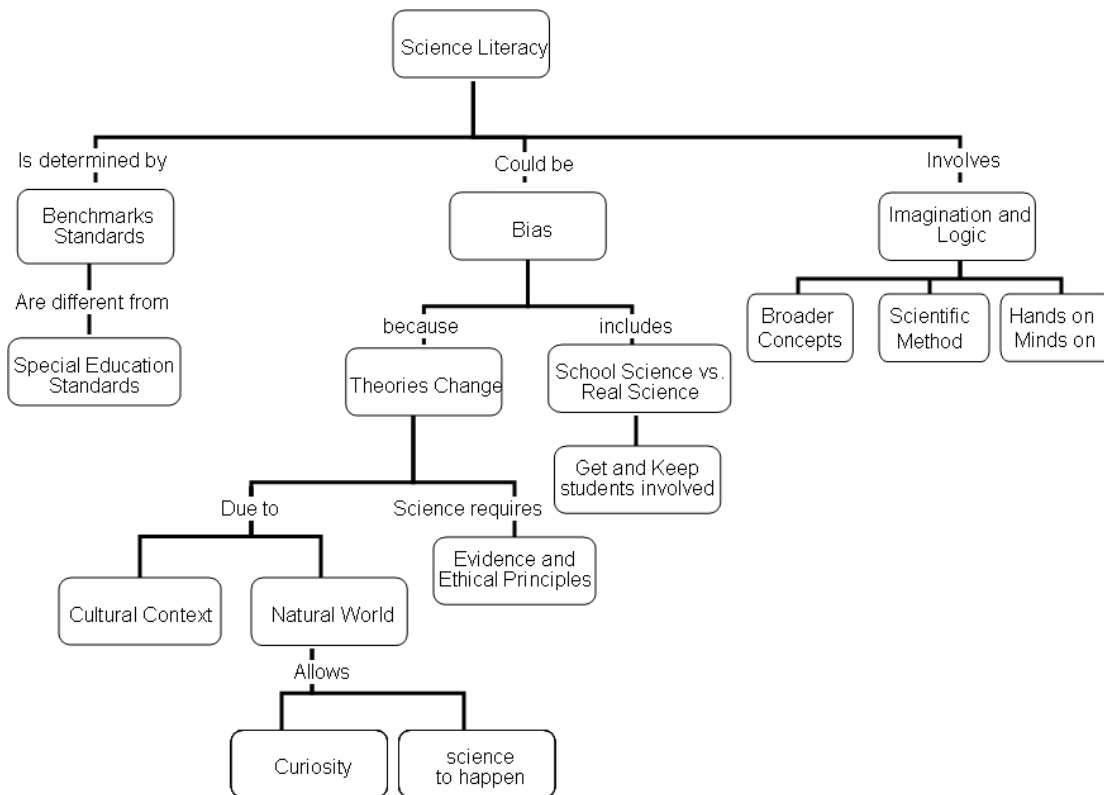 Science Literacy
Is determined by
Could be
Involves
Benchmarks
Standards
Bias
Imagination and
Logic
Are different from
because
includes
Broader
Concepts
Scientific
Method
Hands on
Minds on
Special Education
Standards
Theories Change
School Science vs.
Real Science
Get and Keep
students involved
Due to
Science requires
Evidence and
Ethical Principles
Cultural Context
Natural World
Allows
Curiosity
science
to happen